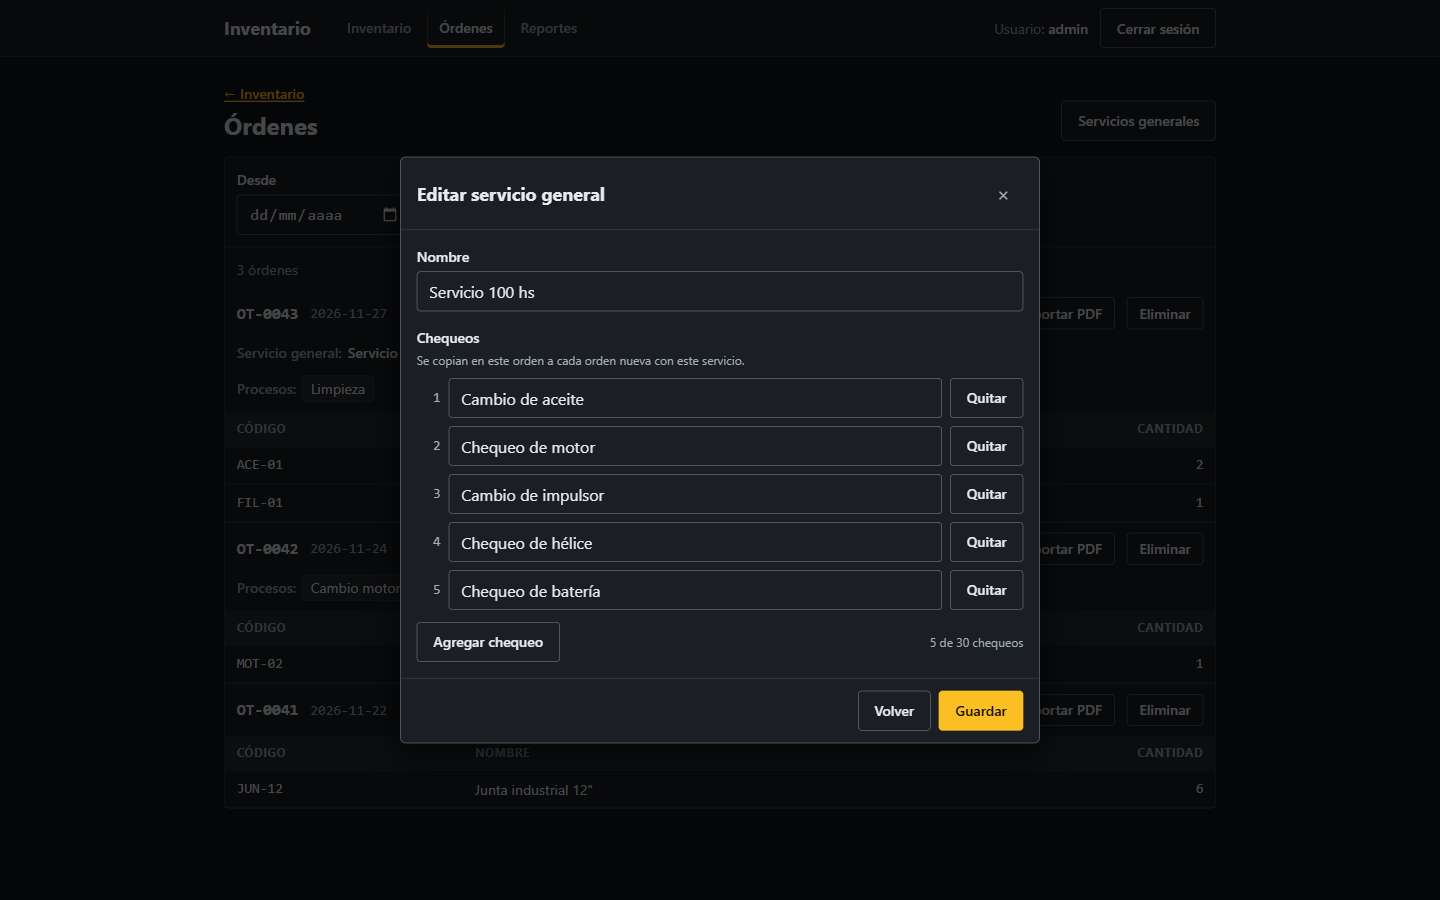 Inventario
Inventario
Órdenes
Reportes
Usuario: admin
Cerrar sesión
← Inventario
Órdenes
Servicios generales
Desde
dd/mm/aaaa
3 órdenes
OT-0043 2026-11-27
ortar PDF
Eliminar
Servicio general: Servicio
Procesos: Limpieza
CÓDIGO
CANTIDAD
ACE-01
2
FIL-01
1
OT-0042 2026-11-24
ortar PDF
Eliminar
Procesos: Cambio motor
CÓDIGO
CANTIDAD
MOT-02
1
OT-0041 2026-11-22
ortar PDF
Eliminar
CÓDIGO
NOMBRE
CANTIDAD
JUN-12
Junta industrial 12"
6
Editar servicio general
×
Nombre
Servicio 100 hs
Chequeos
Se copian en este orden a cada orden nueva con este servicio.
1 Cambio de aceite Quitar
2 Chequeo de motor Quitar
3 Cambio de impulsor Quitar
4 Chequeo de hélice Quitar
5 Chequeo de batería Quitar
Agregar chequeo
5 de 30 chequeos
Volver
Guardar